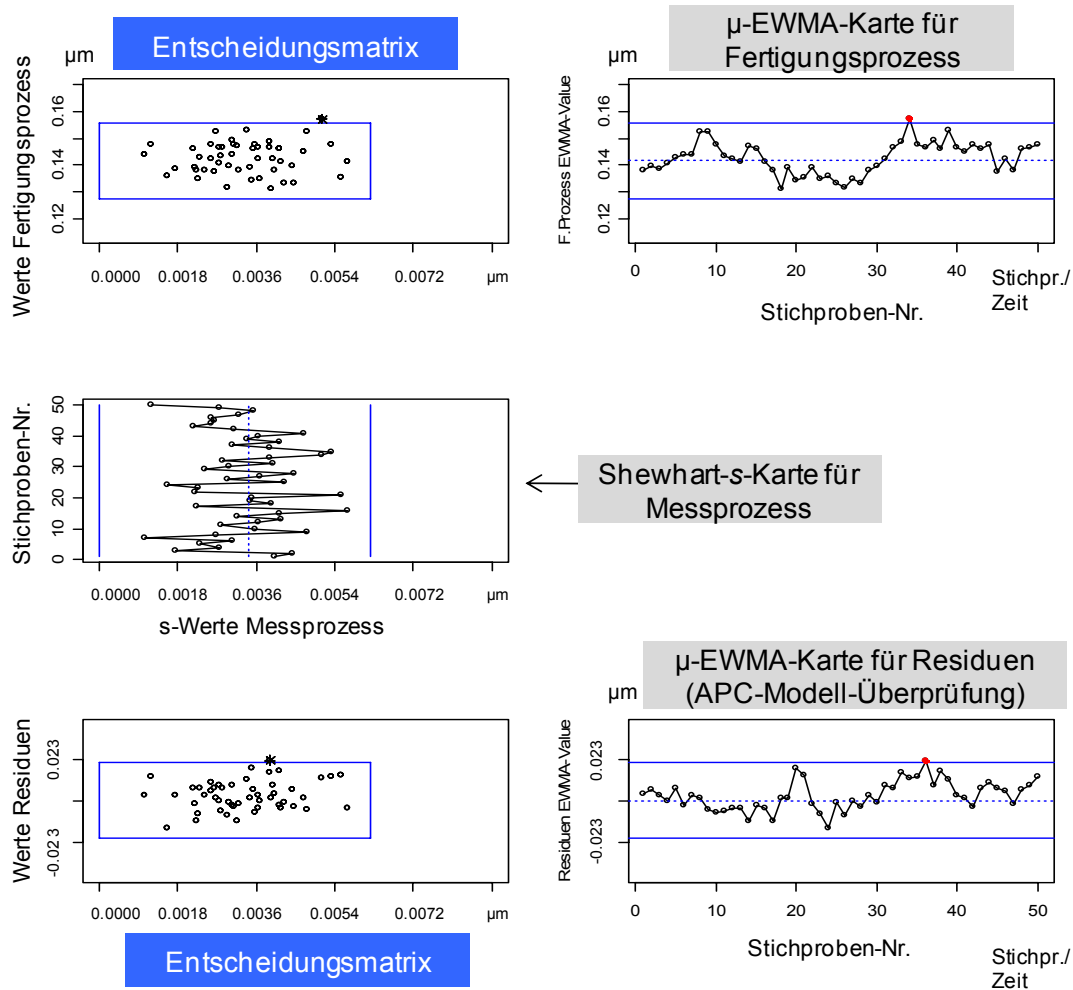 Entscheidungsmatrix
µm
Werte Fertigungsprozess
0.16
0.14
0.12
0.0000 0.0018 0.0036 0.0054 0.0072 µm
µ-EWMA-Karte für
Fertigungsprozess
F.Prozess EWMA-Value
0.16
0.14
0.12
0 10 20 30 40
Stichpr./
Zeit
Stichproben-Nr.
Stichproben-Nr.
50
40
30
20
10
0
0.0000 0.0018 0.0036 0.0054 0.0072 µm
s-Werte Messprozess
Shewhart-s-Karte für
Messprozess
Werte Residuen
0.023
-0.023
0.0000 0.0018 0.0036 0.0054 0.0072 µm
Entscheidungsmatrix
µm
µ-EWMA-Karte für Residuen
(APC-Modell-Überprüfung)
Residuen EWMA-Value
0.023
-0.023
0 10 20 30 40 50
Stichproben-Nr.
Stichpr./
Zeit